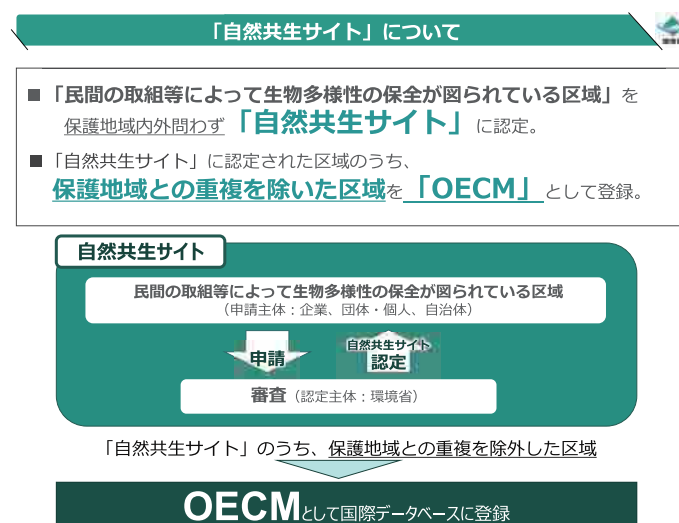 「自然共生サイト」について
■「民間の取組等によって生物多様性の保全が図られている区域」を
保護地域内外問わず「自然共生サイト」に認定。
■「自然共生サイト」に認定された区域のうち、
保護地域との重複を除いた区域を「OECM」として登録。
自然共生サイト
民間の取組等によって生物多様性の保全が図られている区域
（申請主体：企業、団体・個人、自治体）
申請
自然共生サイト
認定
審査（認定主体：環境省）
「自然共生サイト」のうち、保護地域との重複を除外した区域
OECMとして国際データベースに登録